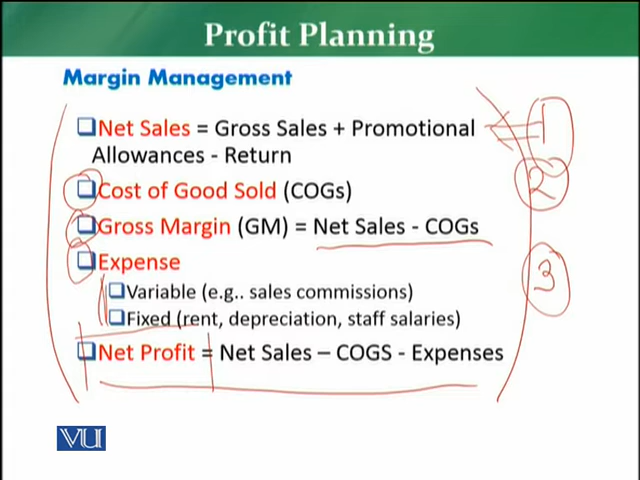 Profit Planning
Margin Management
Net Sales = Gross Sales + Promotional
Allowances - Return
Cost of Good Sold (COGs)
Gross Margin (GM) = Net Sales - COGs
Expense
Variable (e.g.. sales commissions)
Fixed (rent, depreciation, staff salaries)
Net Profit = Net Sales – COGS - Expenses
1
2
3
VU